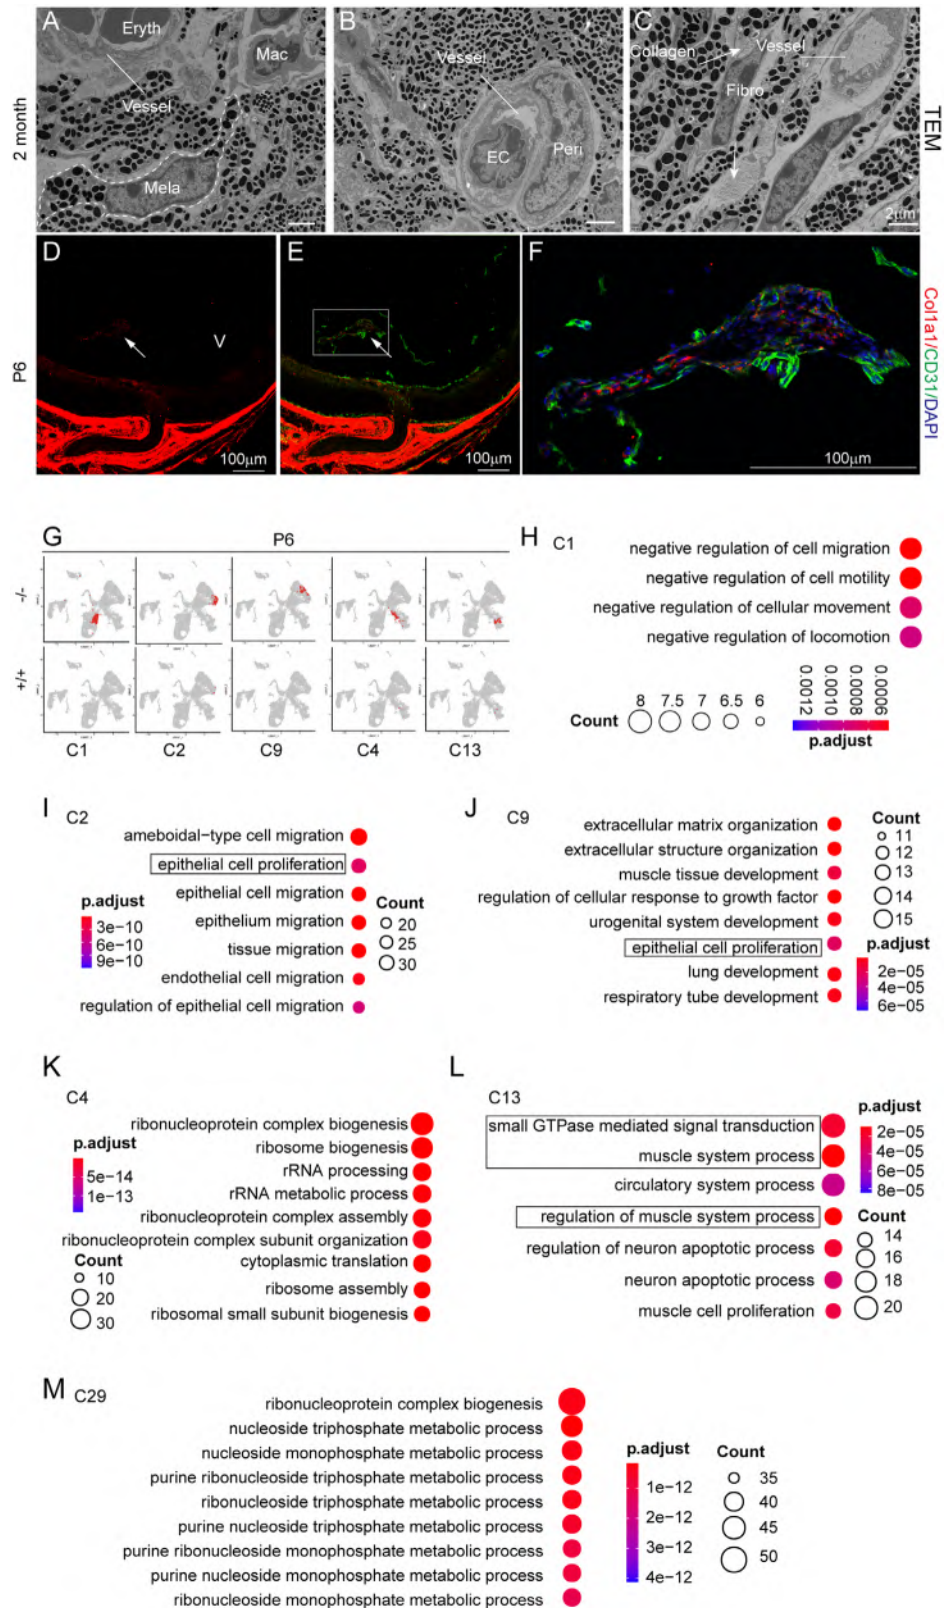 A
Eryth
Mac
Vessel
Mela
B
Vessel
EC
Peri
C
Collagen
Vessel
Fibro
2μm
2 month
TEM
D
V
100μm
E
100μm
F
100μm
P6
Col1a1/CD31/DAPI
G
P6
-/-
+/+
C1 C2 C9 C4 C13
H C1
negative regulation of cell migration
negative regulation of cell motility
negative regulation of cellular movement
negative regulation of locomotion
8 7.5 7 6.5 6
Count
0.0012 0.0010 0.0008 0.0006
p.adjust
I C2
ameboidal-type cell migration
epithelial cell proliferation
epithelial cell migration
epithelium migration
tissue migration
endothelial cell migration
regulation of epithelial cell migration
p.adjust
3e-10
6e-10
9e-10
Count
20
25
30
J C9
extracellular matrix organization
extracellular structure organization
muscle tissue development
regulation of cellular response to growth factor
urogenital system development
epithelial cell proliferation
lung development
respiratory tube development
Count
11
12
13
14
15
p.adjust
2e-05
4e-05
6e-05
K
C4
ribonucleoprotein complex biogenesis
ribosome biogenesis
rRNA processing
rRNA metabolic process
ribonucleoprotein complex assembly
ribonucleoprotein complex subunit organization
cytoplasmic translation
ribosome assembly
ribosomal small subunit biogenesis
p.adjust
5e-14
1e-13
Count
10
20
30
L
C13
small GTPase mediated signal transduction
muscle system process
circulatory system process
regulation of muscle system process
regulation of neuron apoptotic process
neuron apoptotic process
muscle cell proliferation
p.adjust
2e-05
4e-05
6e-05
8e-05
Count
14
16
18
20
M C29
ribonucleoprotein complex biogenesis
nucleoside triphosphate metabolic process
nucleoside monophosphate metabolic process
purine ribonucleoside triphosphate metabolic process
ribonucleoside triphosphate metabolic process
purine nucleoside triphosphate metabolic process
purine ribonucleoside monophosphate metabolic process
purine nucleoside monophosphate metabolic process
ribonucleoside monophosphate metabolic process
p.adjust
1e-12
2e-12
3e-12
4e-12
Count
35
40
45
50